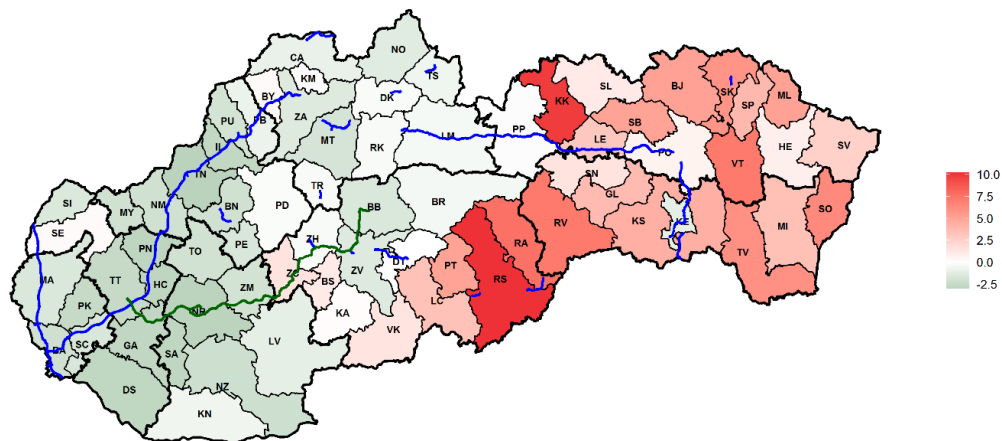 NO
CA
TS
KM
BY
DK
SL
BJ
SK
ML
KK
SP
PU
PB
ZA
SB
LM
PP
MT
LE
HE
SV
IL
RK
PO
VT
TN
SN
TR
GL
SI
MY
NM
BN
PD
BB
BR
SO
RV
KS
KE
MI
SE
PN
TO
PE
ZH
RA
TV
DT
ZV
PT
MA
TT
HC
ZC
BS
RS
ZM
PK
NR
LC
KA
BA
SC
GA
SA
LV
VK
DS
NZ
KN
10.0
7.5
5.0
2.5
0.0
-2.5